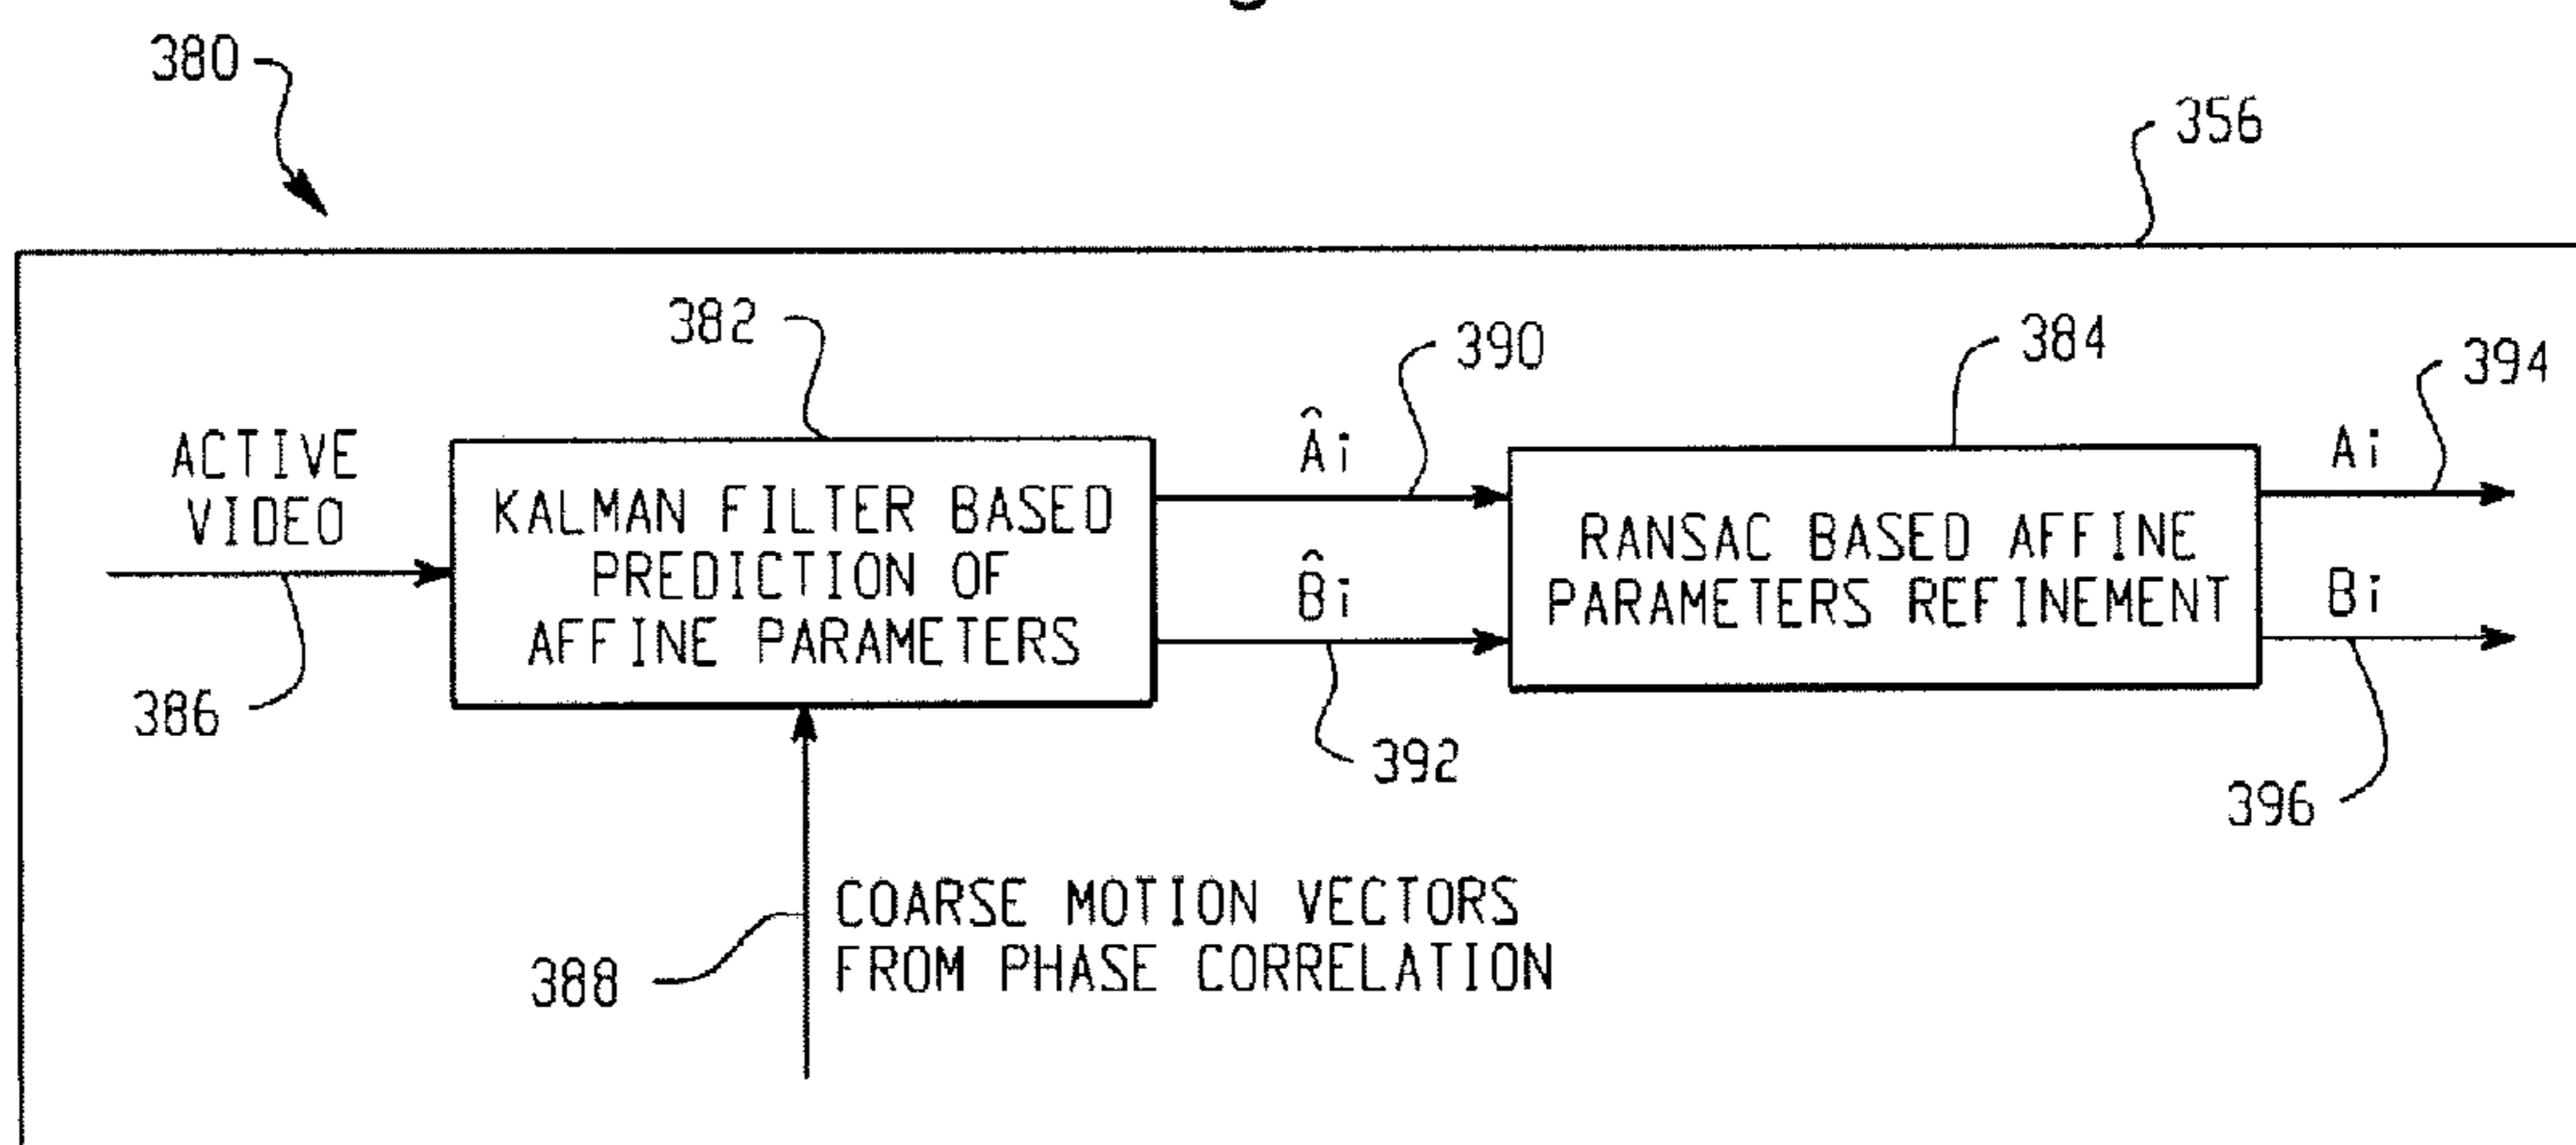 380
356
382
390
384
394
ACTIVE
VIDEO
Âi
Ai
KALMAN FILTER BASED
PREDICTION OF
AFFINE PARAMETERS
RANSAC BASED AFFINE
PARAMETERS REFINEMENT
B̂i
Bi
386
392
396
388
COARSE MOTION VECTORS
FROM PHASE CORRELATION